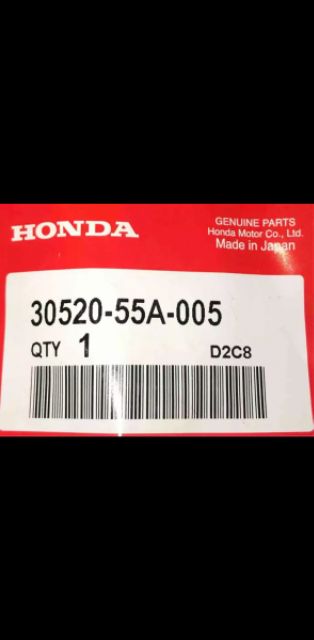 HONDA
GENUINE PARTS
Honda Motor Co., Ltd.
Made in Japan
30520-55A-005
QTY 1 D2C8